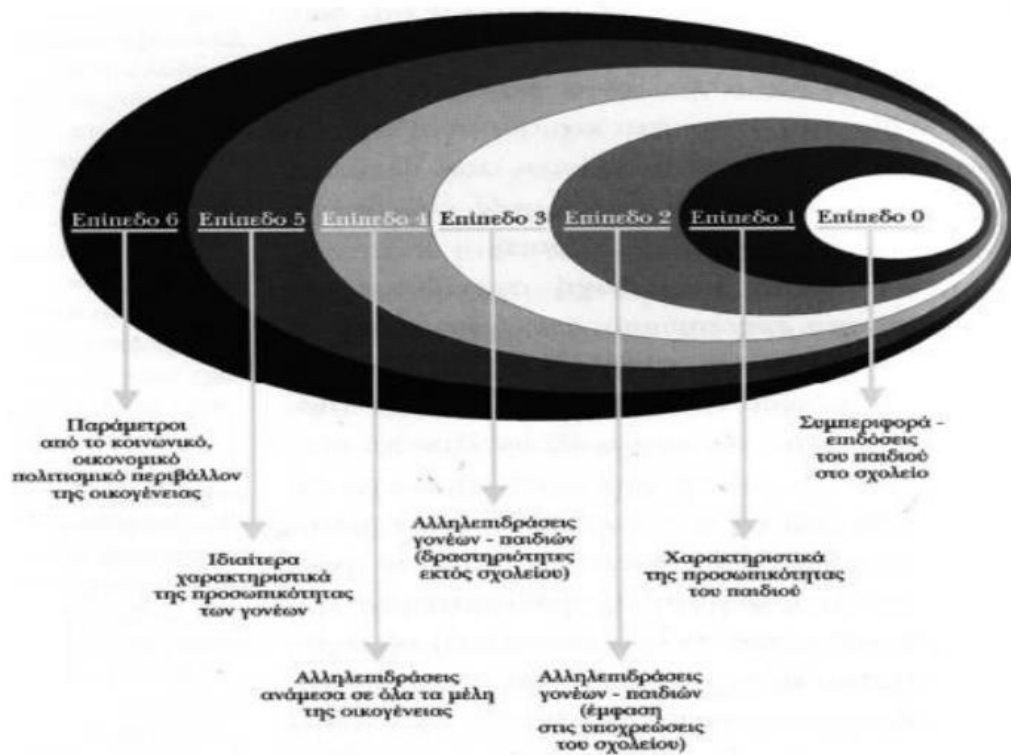 Επίπεδο 6 Επίπεδο 5 Επίπεδο 4 Επίπεδο 3 Επίπεδο 2 Επίπεδο 1 Επίπεδο 0
Παράμετροι
από το κοινωνικό,
οικονομικό
πολιτισμικό περιβάλλον
της οικογένειας
Ιδιαίτερα
χαρακτηριστικά
της προσωπικότητας
των γονέων
Αλληλεπιδράσεις
ανάμεσα σε όλα τα μέλη
της οικογένειας
Αλληλεπιδράσεις
γονέων - παιδιών
(δραστηριότητες
εκτός σχολείου)
Αλληλεπιδράσεις
γονέων - παιδιών
(έμφαση
στις υποχρεώσεις
του σχολείου)
Χαρακτηριστικά
της προσωπικότητας
του παιδιού
Συμπεριφορά -
επιδόσεις
του παιδιού
στο σχολείο